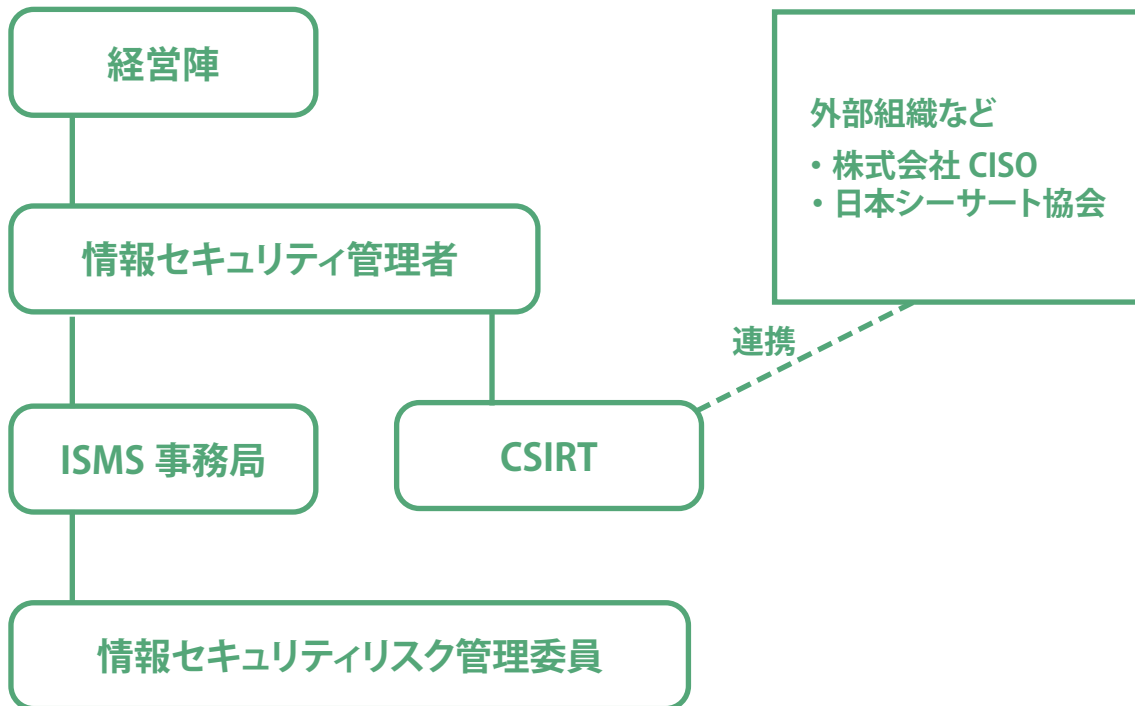 経営陣
外部組織など
・株式会社 CISO
・日本シーサート協会
情報セキュリティ管理者
連携
ISMS 事務局
CSIRT
情報セキュリティリスク管理委員